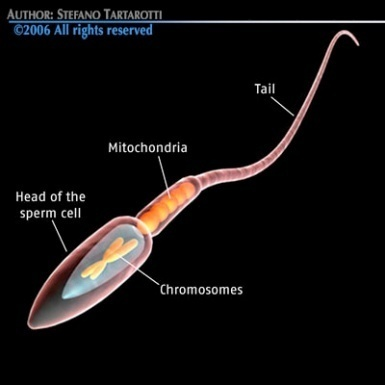 AUTHOR: STEFANO TARTAROTTI
©2006 All rights reserved
Tail
Mitochondria
Head of the
sperm cell
Chromosomes